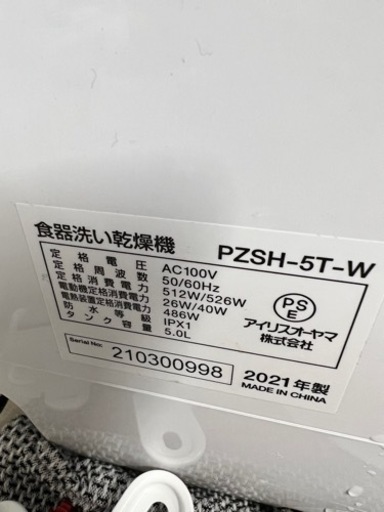 食器洗い乾燥機 PZSH-5T-W
定格電圧 AC100V
定格周波数 50/60Hz
定格消費電力 512W/526W
電動機定格消費電力 26W/40W
電熱装置定格消費電力 486W
防水等級 IPX1
タンク容量 5.0L
PSE
アイリスオーヤマ
株式会社
Serial No: 210300998
2021年製
MADE IN CHINA